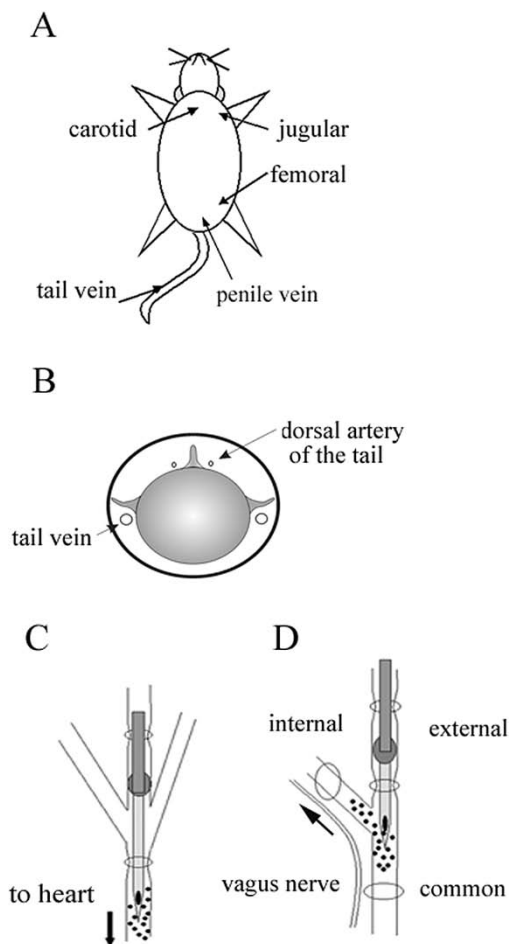 A
carotid
jugular
femoral
tail vein
penile vein
B
dorsal artery
of the tail
tail vein
C
D
internal
external
to heart
vagus nerve
common